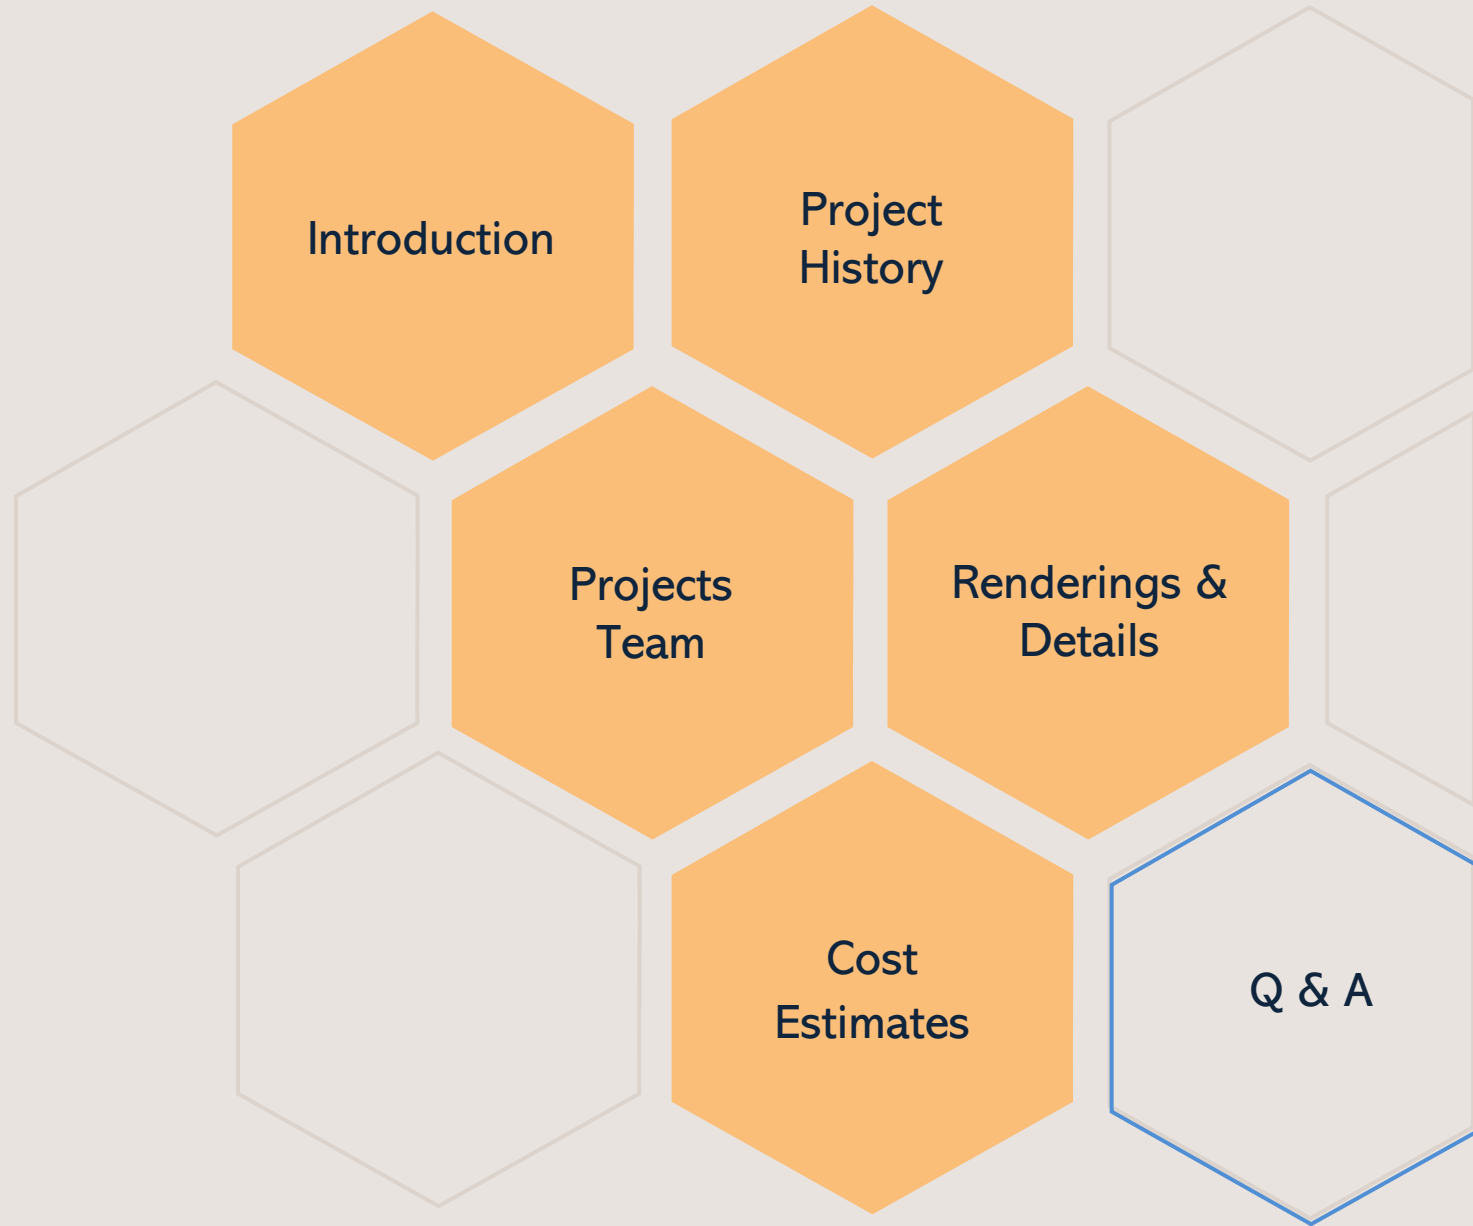 Introduction
Project
History
Projects
Team
Renderings &
Details
Cost
Estimates
Q & A